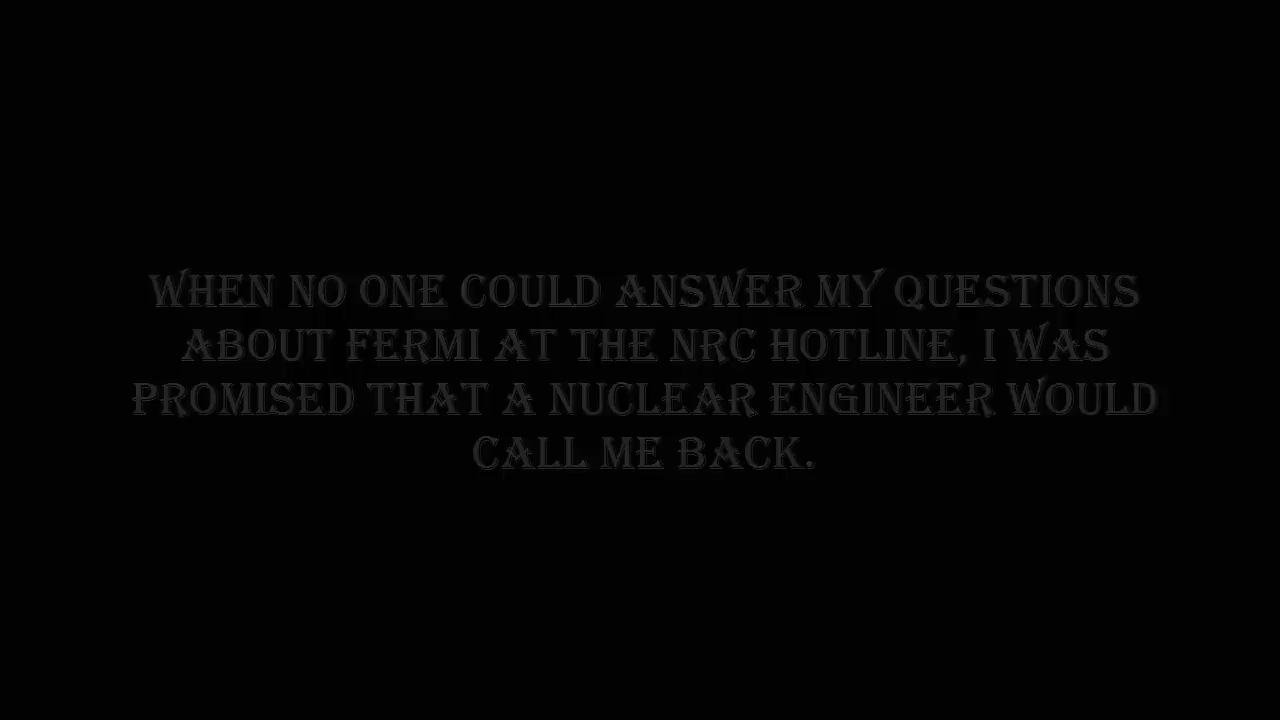 WHEN NO ONE COULD ANSWER MY QUESTIONS
ABOUT FERMI AT THE NRC HOTLINE, I WAS
PROMISED THAT A NUCLEAR ENGINEER WOULD
CALL ME BACK.